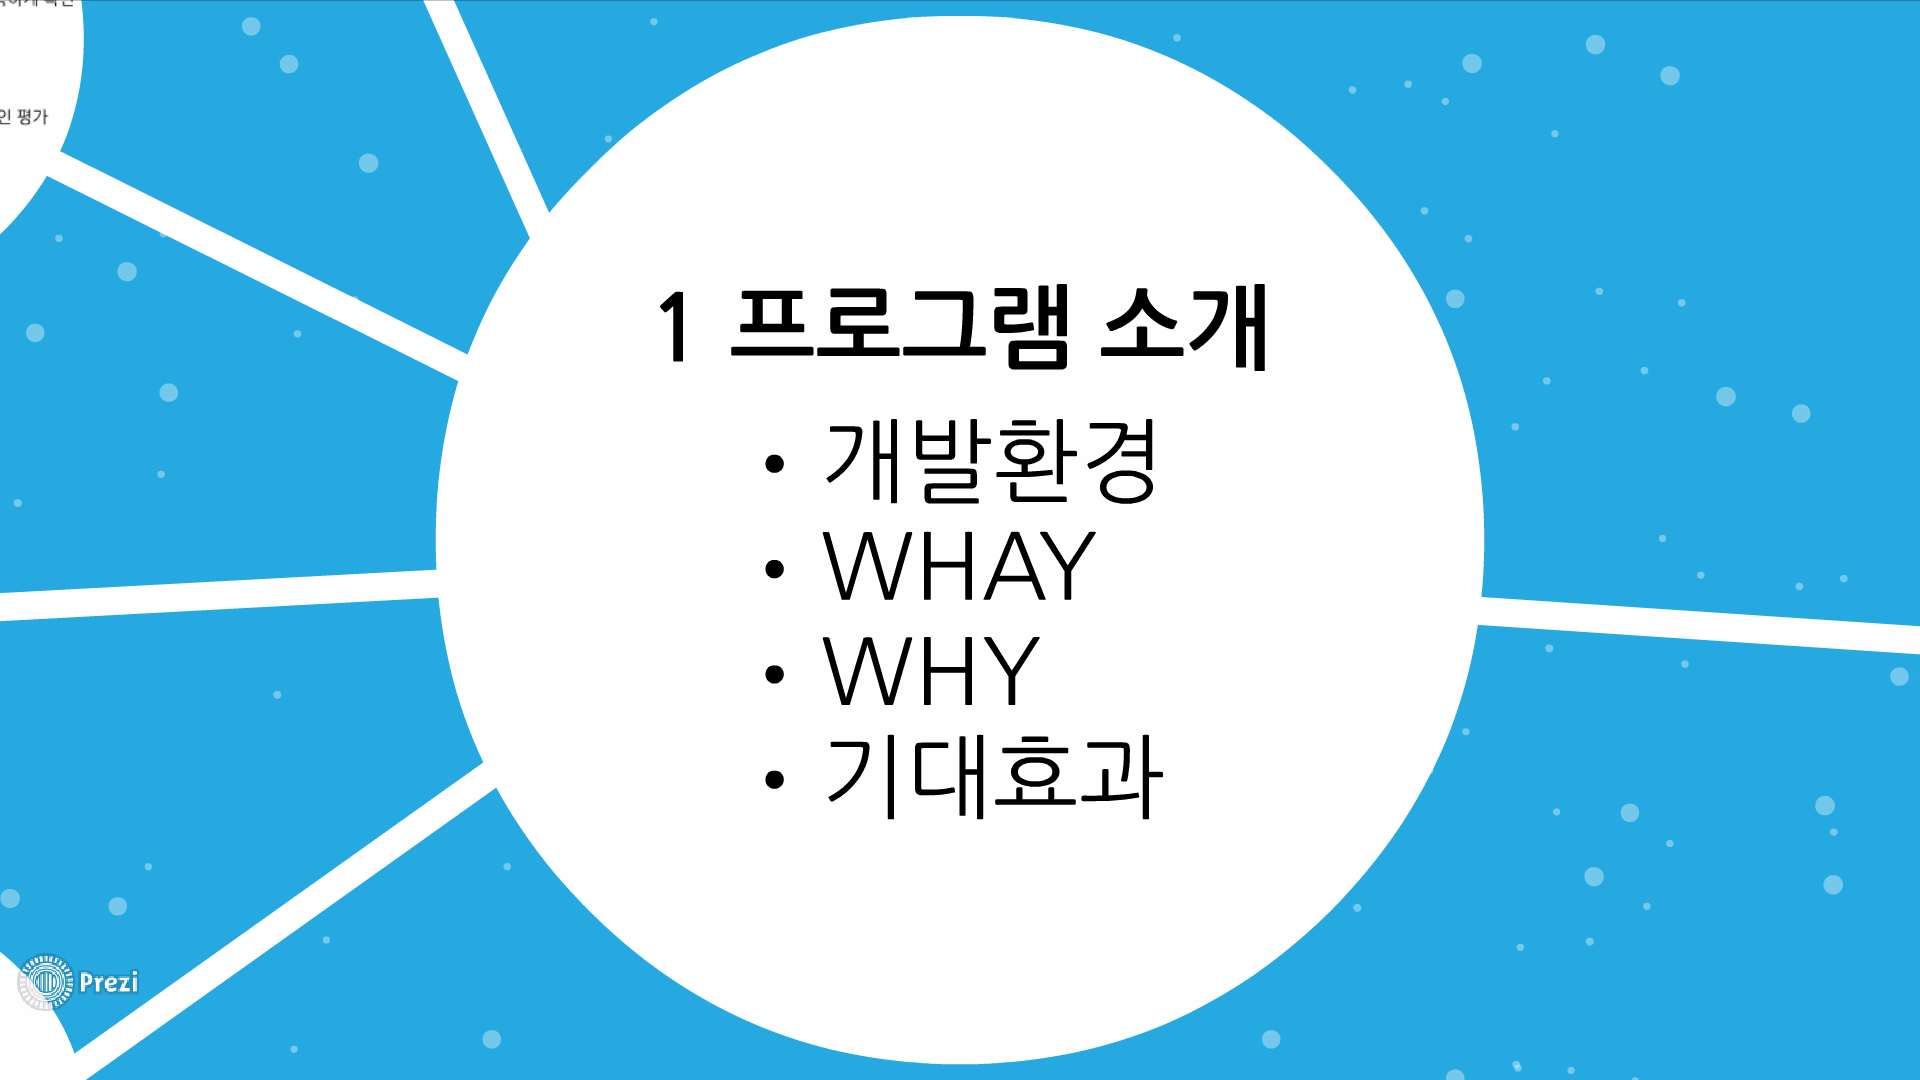 인 평가
1 프로그램 소개
• 개발환경
• WHAY
• WHY
• 기대효과
Prezi